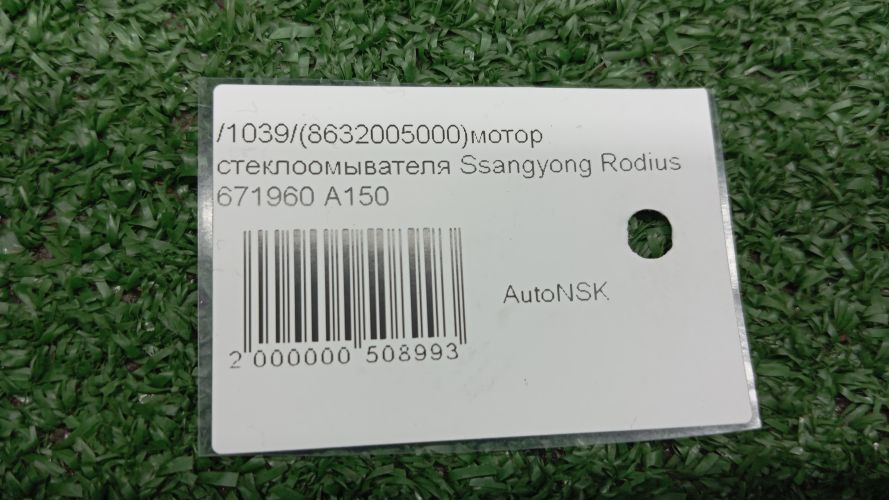 /1039/(8632005000)мотор
стеклоомывателя Ssangyong Rodius
671960 A150
AutoNSK
2 000000 508993